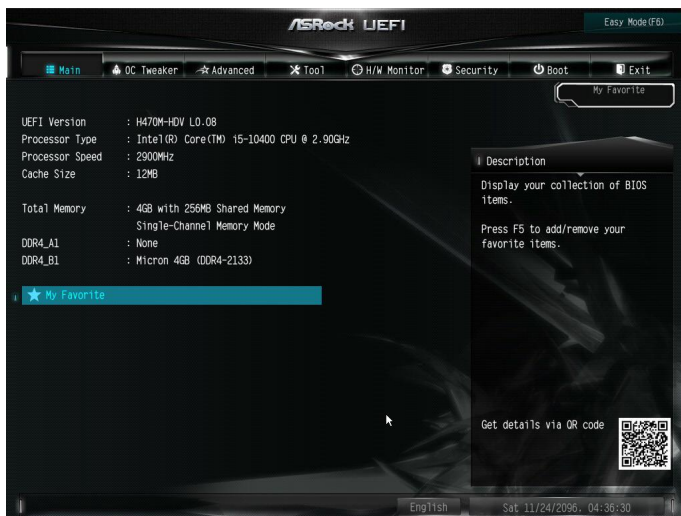 ASRock UEFI
Easy Mode(F6)
Main OC Tweaker Advanced Tool H/W Monitor Security Boot Exit
My Favorite
UEFI Version : H470M-HDV L0.08
Processor Type : Intel(R) Core(TM) i5-10400 CPU @ 2.90GHz
Processor Speed : 2900MHz
Cache Size : 12MB
Total Memory : 4GB with 256MB Shared Memory
Single-Channel Memory Mode
DDR4_A1 : None
DDR4_B1 : Micron 4GB (DDR4-2133)
My Favorite
Description
Display your collection of BIOS
items.
Press F5 to add/remove your
favorite items.
Get details via QR code
English
Sat 11/24/2096. 04:36:30